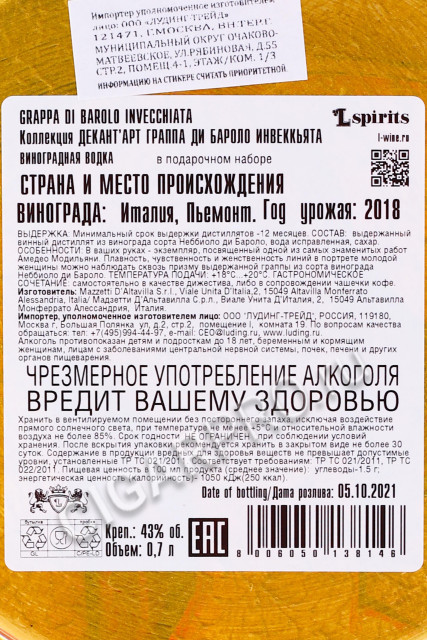 Импортер уполномоченное изготовителем
лицо: ООО «ЛУДИНГ-ТРЕЙД»,
121471, Г.МОСКВА, ВН.ТЕР.Г.
МУНИЦИПАЛЬНЫЙ ОКРУГ ОЧАКОВО-
МАТВЕЕВСКОЕ, УЛ.РЯБИНОВАЯ, Д.55
СТР.2, ПОМЕЩ 4-1, ЭТАЖ/КОМ. 1/3
ИНФОРМАЦИЮ НА СТИКЕРЕ СЧИТАТЬ ПРИОРИТЕТНОЙ.
GRAPPA DI BAROLO INVECCHIATA
Коллекция ДЕКАНТ'АРТ ГРАППА ДИ БАРОЛО ИНВЕККЬЯТА
ВИНОГРАДНАЯ ВОДКА в подарочном наборе
L spirits
l-wine.ru
СТРАНА И МЕСТО ПРОИСХОЖДЕНИЯ
ВИНОГРАДА: Италия, Пьемонт. Год урожая: 2018
ВЫДЕРЖКА: Минимальный срок выдержки дистиллятов -12 месяцев. СОСТАВ: выдержанный
винный дистиллят из винограда сорта Неббиоло ди Бароло, вода исправленная, сахар
ОСОБЕННОСТИ: В ваших руках - экземпляр, посвященный одной из самых знаменитых работ
Амедео Модильяни. Плавность, чувственность и женственность линий в портрете молодой
женщины можно наблюдать сквозь призму выдержанной граппы из сорта винограда
Неббиоло ди Бароло. ТЕМПЕРАТУРА ПОДАЧИ: +18°С...+20°С. ГАСТРОНОМИЧЕСКОЕ
СОЧЕТАНИЕ: самостоятельно в качестве дижестива, либо в сопровождении чашечки кофе.
Изготовитель: Mazzetti D'Altavilla S.r.l., Viale Unita D'Italia,2, 15049 Altavilla Monferrato
Alessandria, Italia/ Мадзетти Д'Альтавилла С.р.л., Виале Унита Д'Италия, 2, 15049 Альтавилла
Монферрато Алессандрия, Италия.
Импортер, уполномоченное изготовителем лицо: ООО "ЛУДИНГ-ТРЕЙД", РОССИЯ, 119180,
Москва г, Большая Полянка ул, д.2, стр.2, помещение I, комната 19. По вопросам качества
обращаться: тел: +7(495)994-44-97, e-mail: CEO@luding.ru, http://www.luding.ru.
Алкоголь противопоказан детям и подросткам до 18 лет, беременным и кормящим
женщинам, лицам с заболеваниями центральной нервной системы, почек, печени и других
органов пищеварения.
ЧРЕЗМЕРНОЕ УПОТРЕБЛЕНИЕ АЛКОГОЛЯ
ВРЕДИТ ВАШЕМУ ЗДОРОВЬЮ
Хранить в вентилируемом помещении без постороннего запаха, исключая воздействие
прямого солнечного света, при температуре не менее +5°С и относительной влажности
воздуха не более 85%. Срок годности НЕ ОГРАНИЧЕН при соблюдении условий
хранения. После вскрытия упаковки рекомендуется хранить в закрытом виде не более 30
суток. Содержание в продукции вредных для здоровья веществ не превышает допустимые
уровни, установленные ТР ТС 021/2011. Соответствует требованиям: ТР ТС 021/2011, ТР ТС
022/2011. Пищевая ценность в мл продукта (среднее значение): углеводы-1.5 г;
энергетическая ценность (калорийность)- 1050 кДж(250 ккал).
Date of bottling/Дата розлива: 05.10.2021
Креп.: 43% об.
Объем: 0,7 л
EAC
8 006050 138146
CIGARPRO.RU